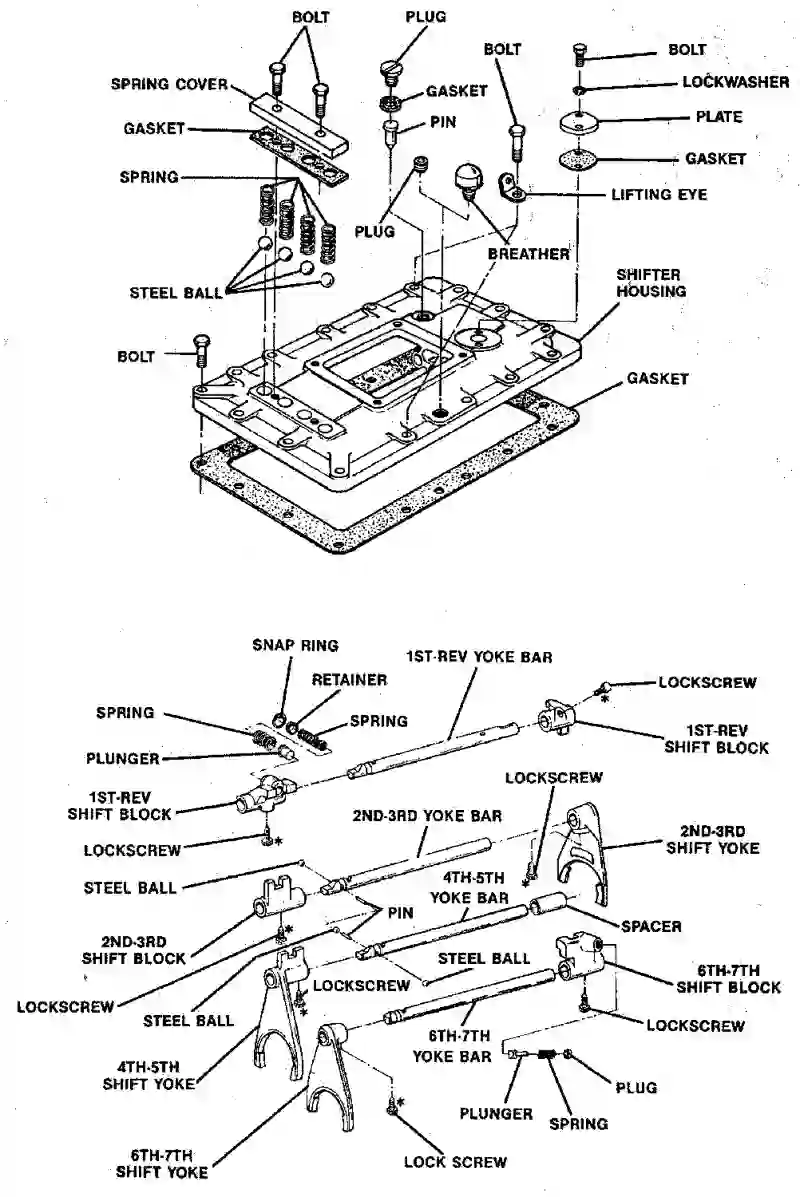 BOLT
PLUG
BOLT
BOLT
SPRING COVER
GASKET
LOCKWASHER
GASKET
PIN
PLATE
SPRING
GASKET
LIFTING EYE
PLUG
BREATHER
STEEL BALL
SHIFTER
HOUSING
BOLT
GASKET
SNAP RING
1ST-REV YOKE BAR
RETAINER
LOCKSCREW
*
SPRING
SPRING
1ST-REV
SHIFT BLOCK
PLUNGER
LOCKSCREW
1ST-REV
SHIFT BLOCK
2ND-3RD YOKE BAR
2ND-3RD
SHIFT YOKE
LOCKSCREW
*
*
STEEL BALL
4TH-5TH
YOKE BAR
PIN
SPACER
2ND-3RD
SHIFT BLOCK
*
STEEL BALL
6TH-7TH
SHIFT BLOCK
LOCKSCREW
LOCKSCREW
*
STEEL BALL
LOCKSCREW
*
6TH-7TH
YOKE BAR
4TH-5TH
SHIFT YOKE
PLUG
PLUNGER
SPRING
*
6TH-7TH
SHIFT YOKE
LOCK SCREW